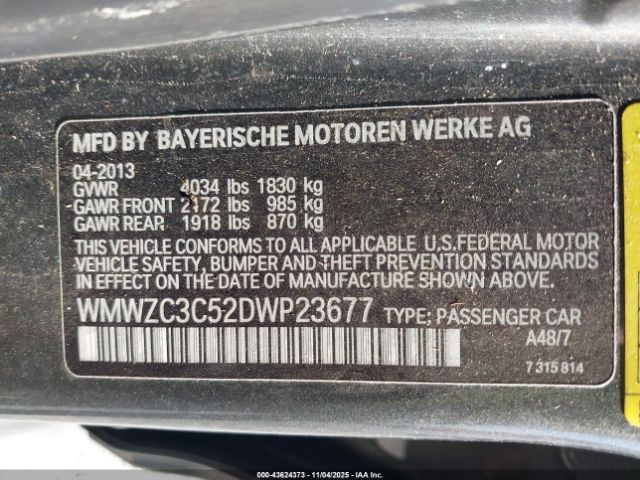 MFD BY BAYERISCHE MOTOREN WERKE AG
04-2013
GVWR 4034 lbs 1830 kg
GAWR FRONT 2172 lbs 985 kg
GAWR REAR 1918 lbs 870 kg
THIS VEHICLE CONFORMS TO ALL APPLICABLE U.S.FEDERAL MOTOR
VEHICLE SAFETY, BUMPER AND THEFT PREVENTION STANDARDS
IN EFFECT ON THE DATE OF MANUFACTURE SHOWN ABOVE.
WMWZC3C52DWP23677 TYPE: PASSENGER CAR
A48/7
7 315 814
00-43624373 - 11/04/2025 - IAA Inc.